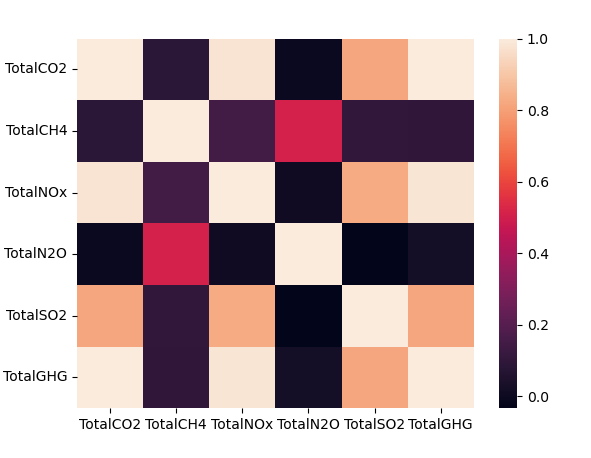 TotalCO2
TotalCH4
TotalNOx
TotalN2O
TotalSO2
TotalGHG
TotalCO2 TotalCH4 TotalNOx TotalN2O TotalSO2 TotalGHG
1.0
0.8
0.6
0.4
0.2
0.0